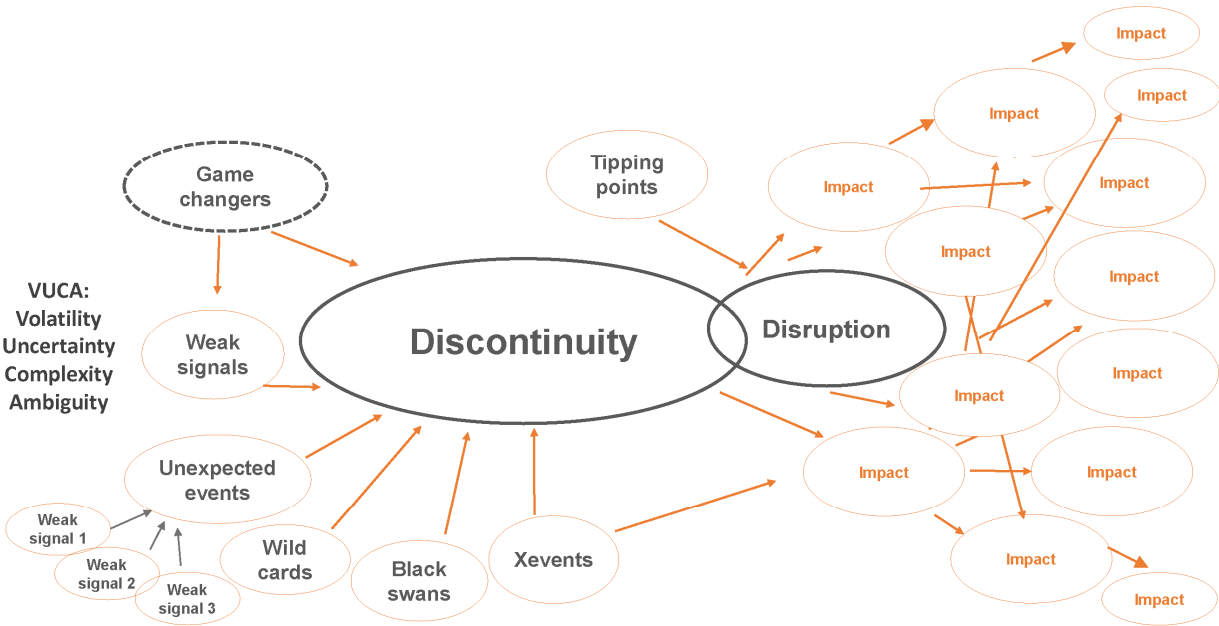 Game
changers
VUCA:
Volatility
Uncertainty
Complexity
Ambiguity
Weak
signals
Unexpected
events
Weak
signal 1
Weak
signal 2
Weak
signal 3
Wild
cards
Black
swans
Xevents
Discontinuity
Tipping
points
Disruption
Impact
Impact
Impact
Impact
Impact
Impact
Impact
Impact
Impact
Impact
Impact
Impact
Impact